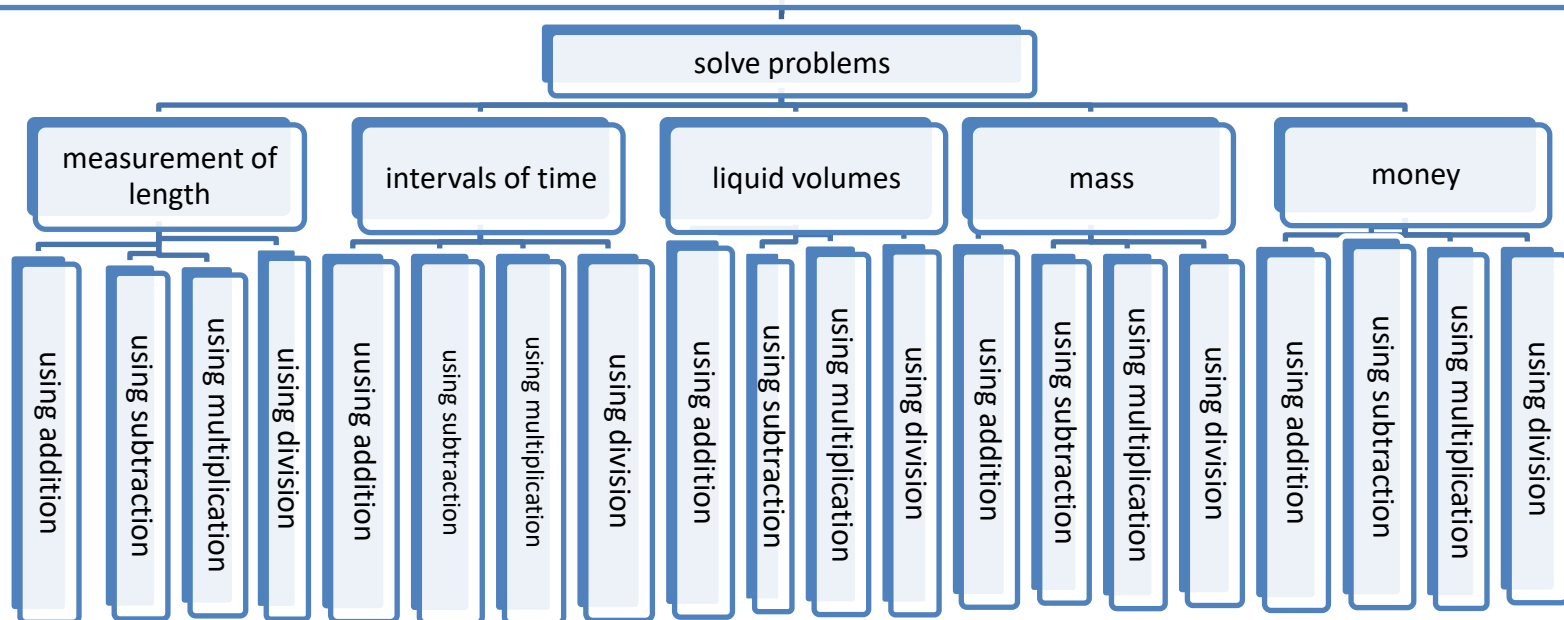 solve problems
measurement of
length
intervals of time
liquid volumes
mass
money
using addition
using subtraction
using multiplication
uising division
uusing addition
using subtraction
using multiplication
using division
using addition
using subtraction
using multiplication
using division
using addition
using subtraction
using multiplication
using division
using addition
using subtraction
using multiplication
using division